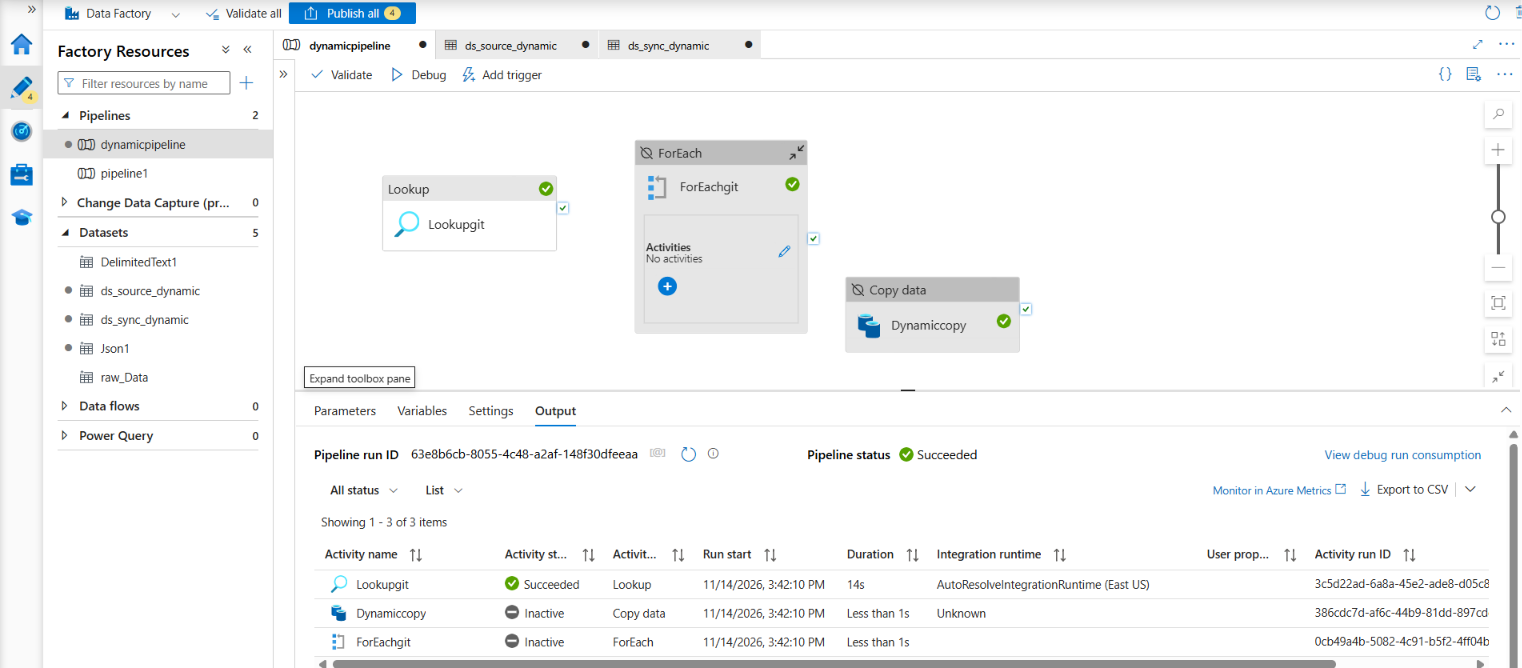 Data Factory
Validate all
Publish all 4
Factory Resources
dynamicpipeline
ds_source_dynamic
ds_sync_dynamic
Filter resources by name
Validate
Debug
Add trigger
4
Pipelines 2
dynamicpipeline
pipeline1
Change Data Capture (pr... 0
Datasets 5
DelimitedText1
ds_source_dynamic
ds_sync_dynamic
Json1
raw_Data
Data flows 0
Power Query 0
Lookup
Lookupgit
ForEach
ForEachgit
Activities
No activities
Copy data
Dynamiccopy
Expand toolbox pane
Parameters
Variables
Settings
Output
Pipeline run ID 63e8b6cb-8055-4c48-a2af-148f30dfeeaa
Pipeline status Succeeded
View debug run consumption
All status
List
Monitor in Azure Metrics
Export to CSV
Showing 1 - 3 of 3 items
Activity name Activity st... Activit... Run start Duration Integration runtime User prop... Activity run ID
Lookupgit Succeeded Lookup 11/14/2026, 3:42:10 PM 14s AutoResolveIntegrationRuntime (East US) 3c5d22ad-6a8a-45e2-ade8-d05c8
Dynamiccopy Inactive Copy data 11/14/2026, 3:42:10 PM Less than 1s Unknown 386cdc7d-af6c-44b9-81dd-897cd
ForEachgit Inactive ForEach 11/14/2026, 3:42:10 PM Less than 1s 0cb49a4b-5082-4c91-b5f2-4ff04b